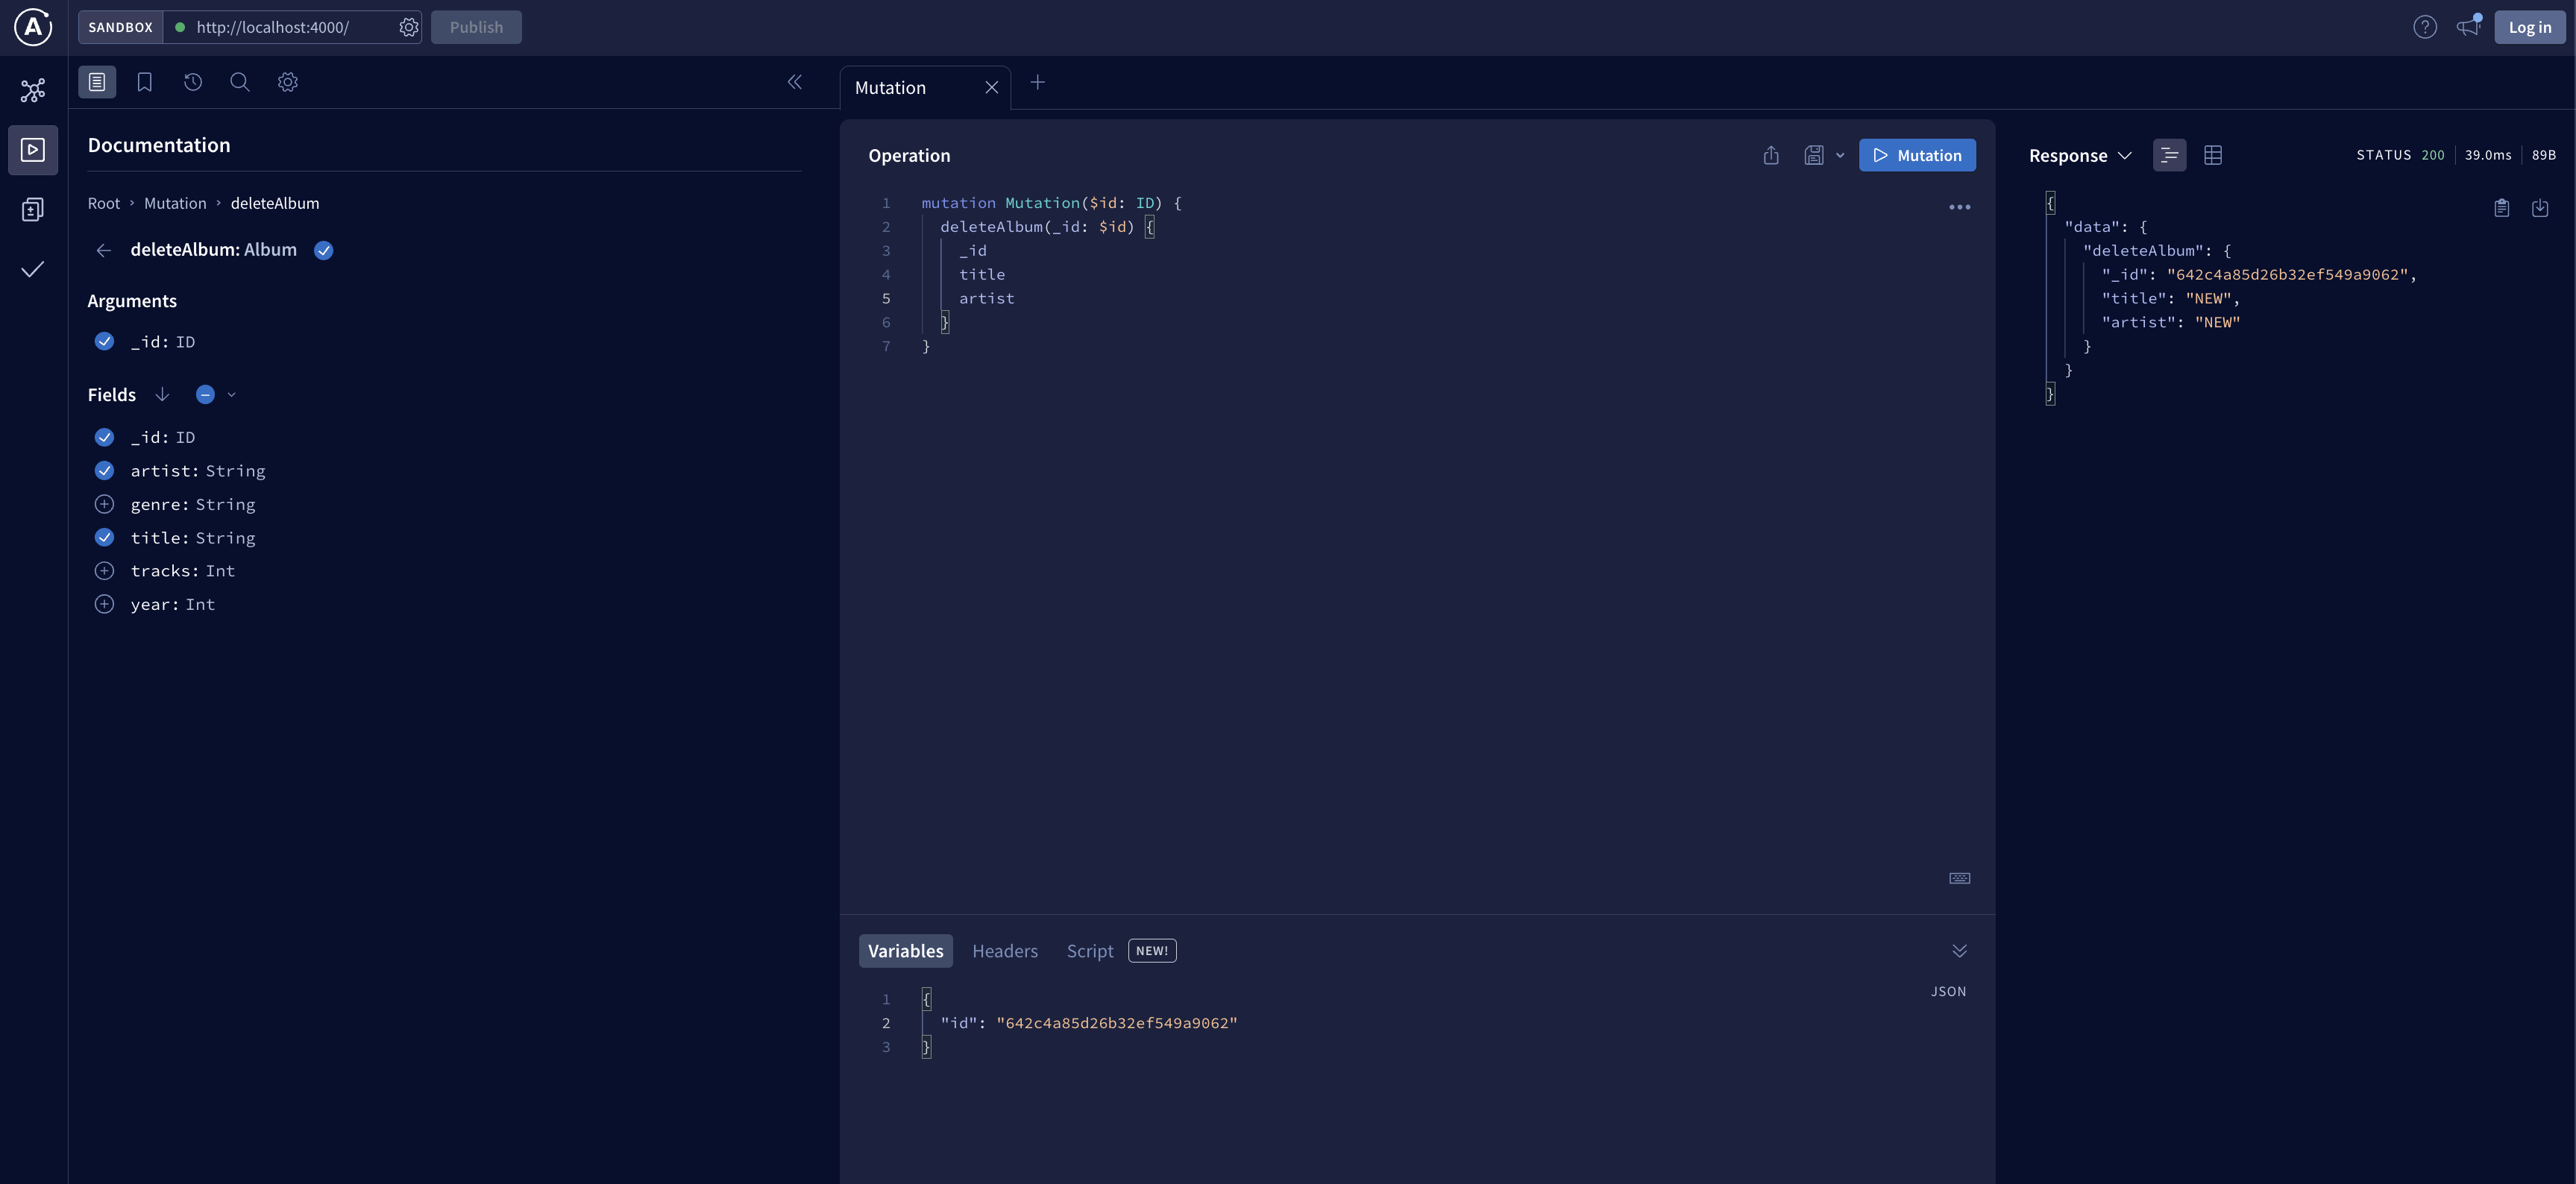 SANDBOX http://localhost:4000/ Publish Log in
Documentation
Root › Mutation › deleteAlbum
deleteAlbum: Album
Arguments
_id: ID
Fields
_id: ID
artist: String
genre: String
title: String
tracks: Int
year: Int
Mutation
Operation
Mutation
1 mutation Mutation($id: ID) {
2 deleteAlbum(_id: $id) {
3 _id
4 title
5 artist
6 }
7 }
Variables Headers Script NEW!
JSON
1 {
2 "id": "642c4a85d26b32ef549a9062"
3 }
Response STATUS 200 39.0ms 89B
{
"data": {
"deleteAlbum": {
"_id": "642c4a85d26b32ef549a9062",
"title": "NEW",
"artist": "NEW"
}
}
}